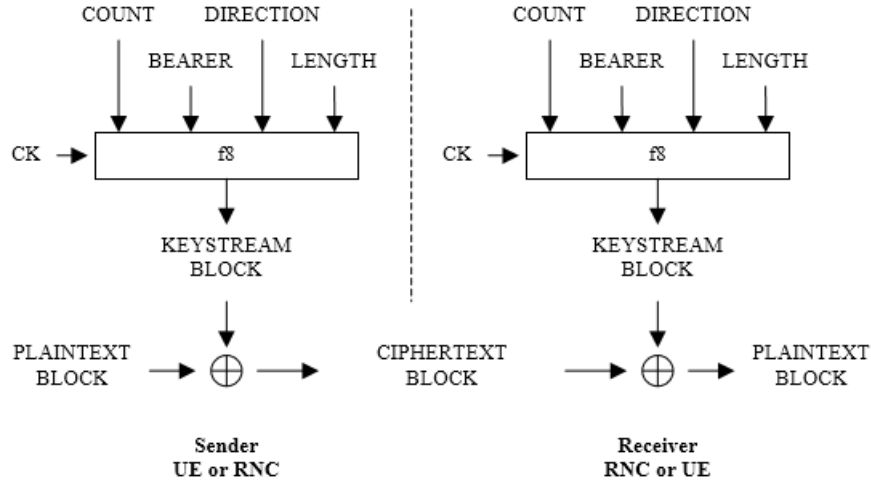 COUNT DIRECTION COUNT DIRECTION
BEARER LENGTH BEARER LENGTH
CK f8 CK f8
KEYSTREAM KEYSTREAM
BLOCK BLOCK
PLAINTEXT CIPHERTEXT PLAINTEXT
BLOCK BLOCK BLOCK
Sender Receiver
UE or RNC RNC or UE